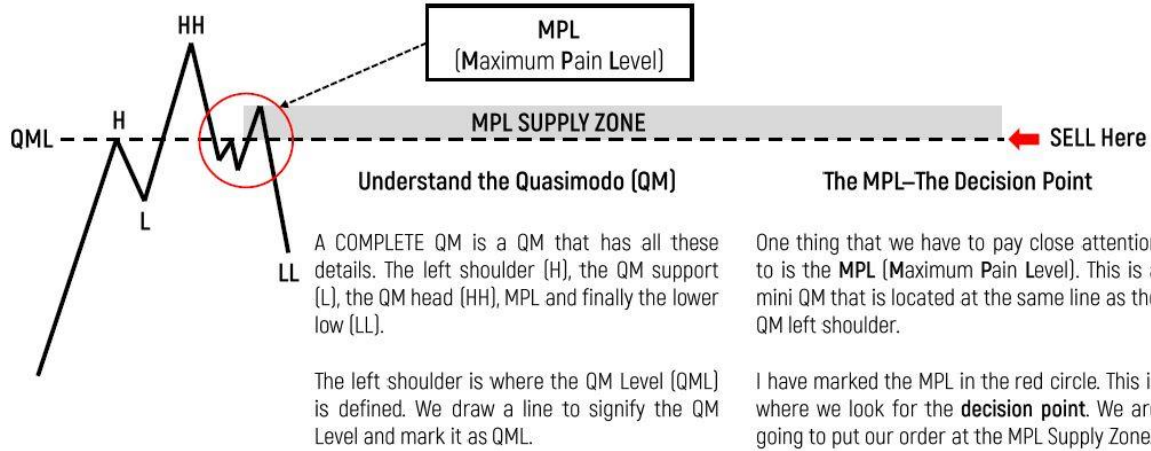 HH
MPL
(Maximum Pain Level)
H
QML
MPL SUPPLY ZONE
SELL Here
L
LL
Understand the Quasimodo (QM)
A COMPLETE QM is a QM that has all these
details. The left shoulder (H), the QM support
(L), the QM head (HH), MPL and finally the lower
low (LL).
The left shoulder is where the QM Level (QML)
is defined. We draw a line to signify the QM
Level and mark it as QML.
The MPL–The Decision Point
One thing that we have to pay close attention
to is the MPL (Maximum Pain Level). This is a
mini QM that is located at the same line as the
QM left shoulder.
I have marked the MPL in the red circle. This i
where we look for the decision point. We are
going to put our order at the MPL Supply Zone.